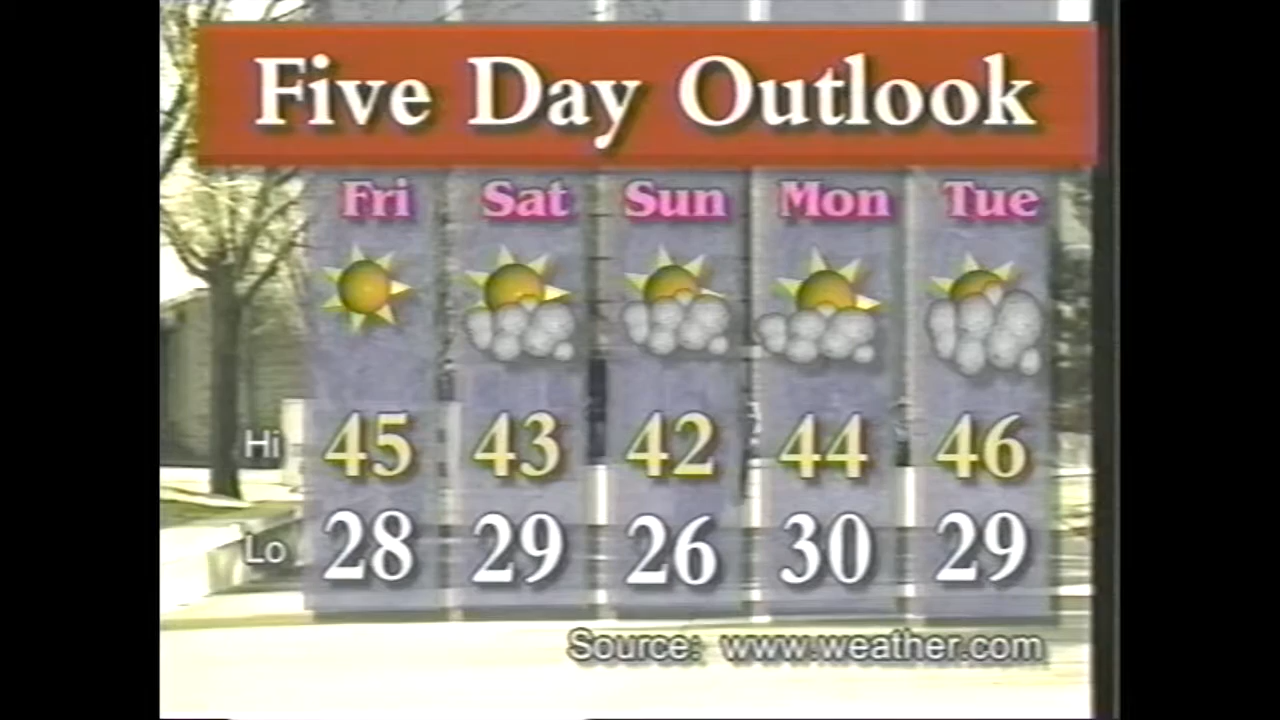 Five Day Outlook
Fri Sat Sun Mon Tue
Hi 45 43 42 44 46
Lo 28 29 26 30 29
Source: www.weather.com